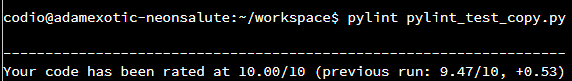 codio@adamexotic-neonsalute:~/workspace$ pylint pylint_test_copy.py
--------------------------------------------------------------------
Your code has been rated at 10.00/10 (previous run: 9.47/10, +0.53)